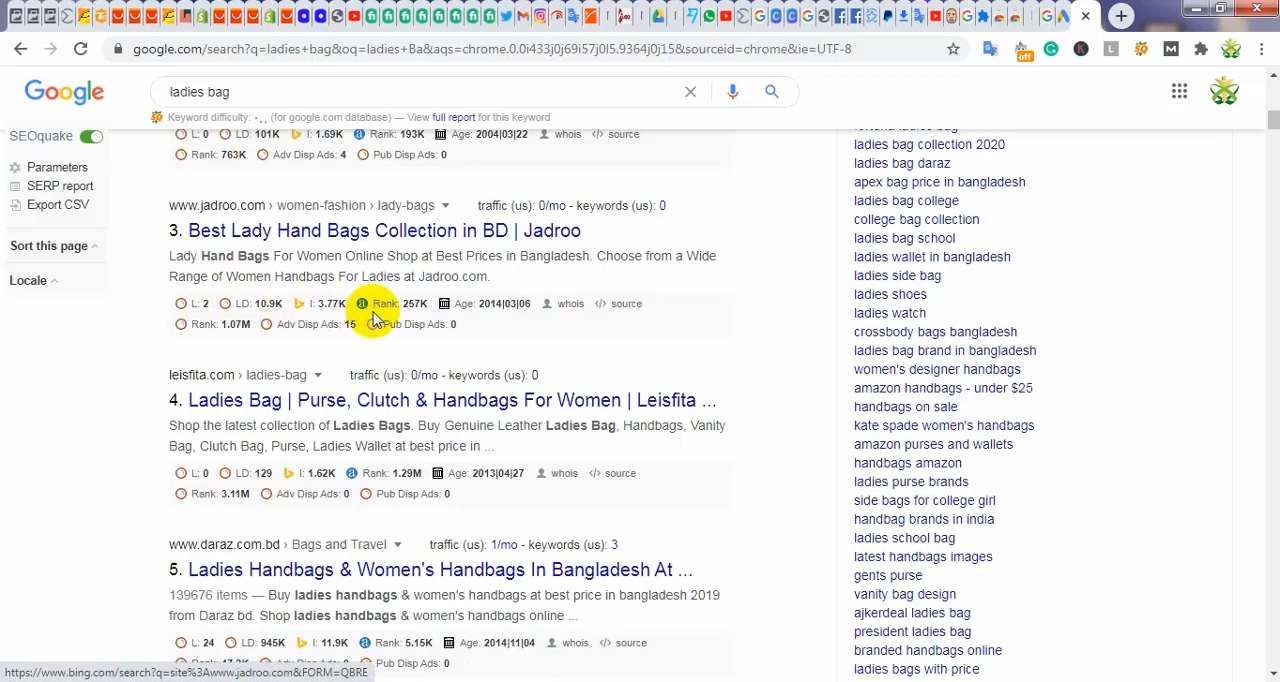 google.com/search?q=ladies+bag&oq=ladies+Ba&aqs=chrome.0.0i433j0j69i57j0l5.9364j0j15&sourceid=chrome&ie=UTF-8
off
Google
ladies bag
Keyword difficulty: (for google.com database) — View full report for this keyword
SEOquake
Parameters
SERP report
Export CSV
Sort this page
Locale
L: 0 LD: 101K I: 1.69K Rank: 193K Age: 2004|03|22 whois source
Rank: 763K Adv Disp Ads: 4 Pub Disp Ads: 0
www.jadroo.com › women-fashion › lady-bags traffic (us): 0/mo - keywords (us): 0
3. Best Lady Hand Bags Collection in BD | Jadroo
Lady Hand Bags For Women Online Shop at Best Prices in Bangladesh. Choose from a Wide
Range of Women Handbags For Ladies at Jadroo.com.
L: 2 LD: 10.9K I: 3.77K Rank: 257K Age: 2014|03|06 whois source
Rank: 1.07M Adv Disp Ads: 15 Pub Disp Ads: 0
leisfita.com › ladies-bag traffic (us): 0/mo - keywords (us): 0
4. Ladies Bag | Purse, Clutch & Handbags For Women | Leisfita ...
Shop the latest collection of Ladies Bags. Buy Genuine Leather Ladies Bag, Handbags, Vanity
Bag, Clutch Bag, Purse, Ladies Wallet at best price in ...
L: 0 LD: 129 I: 1.62K Rank: 1.29M Age: 2013|04|27 whois source
Rank: 3.11M Adv Disp Ads: 0 Pub Disp Ads: 0
www.daraz.com.bd › Bags and Travel traffic (us): 1/mo - keywords (us): 3
5. Ladies Handbags & Women's Handbags In Bangladesh At ...
139676 items — Buy ladies handbags & women's handbags at best price in bangladesh 2019
from Daraz bd. Shop ladies handbags & women's handbags online ...
L: 24 LD: 945K I: 11.9K Rank: 5.15K Age: 2014|11|04 whois source
Pub Disp Ads: 0
https://www.bing.com/search?q=site%3Awww.jadroo.com&FORM=QBRE
ladies bag collection 2020
ladies bag daraz
apex bag price in bangladesh
ladies bag college
college bag collection
ladies bag school
ladies wallet in bangladesh
ladies side bag
ladies shoes
ladies watch
crossbody bags bangladesh
ladies bag brand in bangladesh
women's designer handbags
amazon handbags - under $25
handbags on sale
kate spade women's handbags
amazon purses and wallets
handbags amazon
ladies purse brands
side bags for college girl
handbag brands in india
ladies school bag
latest handbags images
gents purse
vanity bag design
ajkerdeal ladies bag
president ladies bag
branded handbags online
ladies bags with price